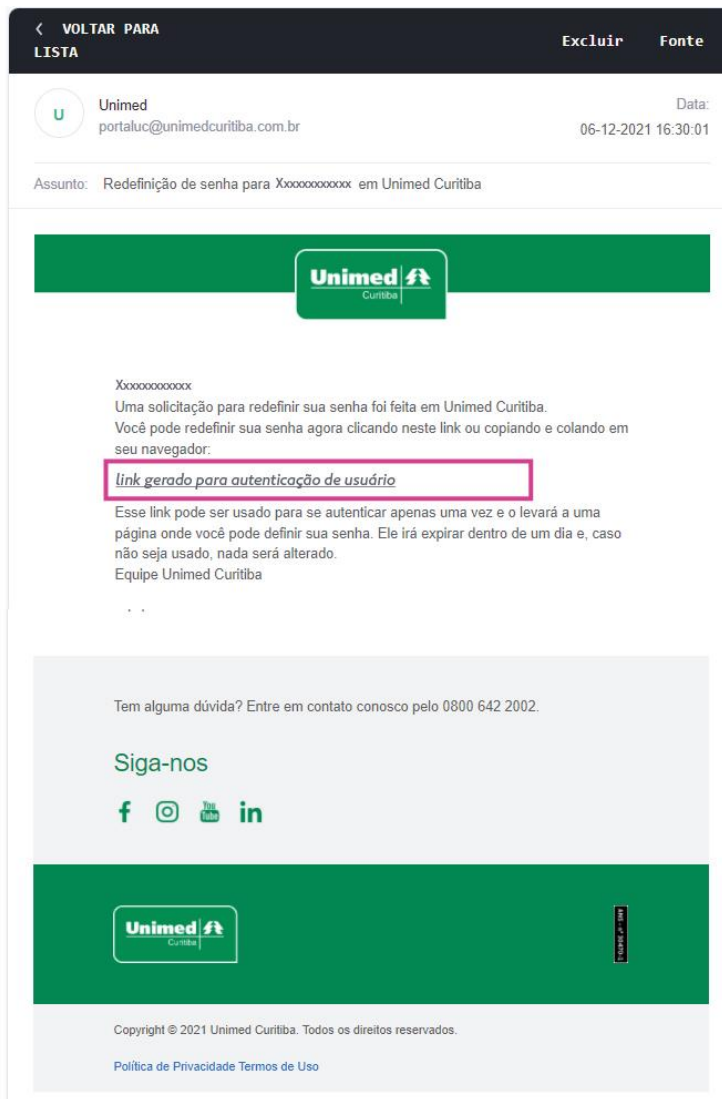 ‹ VOLTAR PARA
LISTA
Excluir Fonte
U
Unimed
portaluc@unimedcuritiba.com.br
Data:
06-12-2021 16:30:01
Assunto: Redefinição de senha para Xxxxxxxxxxx em Unimed Curitiba
Unimed
Curitiba
Xxxxxxxxxxx
Uma solicitação para redefinir sua senha foi feita em Unimed Curitiba.
Você pode redefinir sua senha agora clicando neste link ou copiando e colando em
seu navegador:
link gerado para autenticação de usuário
Esse link pode ser usado para se autenticar apenas uma vez e o levará a uma
página onde você pode definir sua senha. Ele irá expirar dentro de um dia e, caso
não seja usado, nada será alterado.
Equipe Unimed Curitiba
Tem alguma dúvida? Entre em contato conosco pelo 0800 642 2002.
Siga-nos
You
Tube
Unimed
Curitiba
ANS - nº 30470-1
Copyright © 2021 Unimed Curitiba. Todos os direitos reservados.
Política de Privacidade Termos de Uso